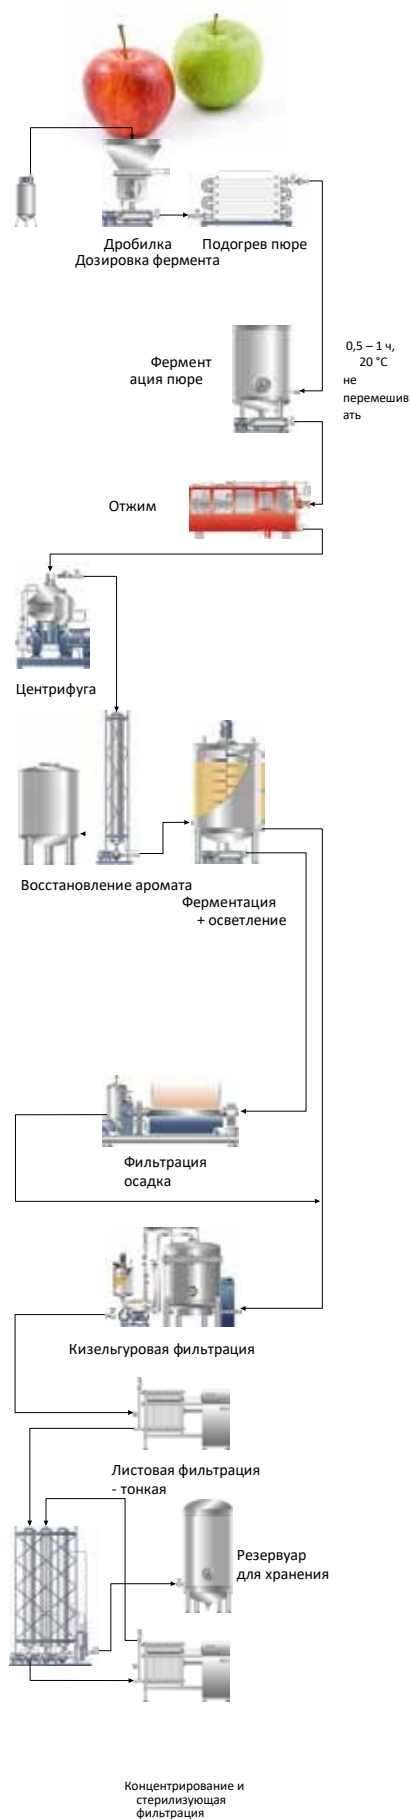 Дробилка
Дозировка фермента
Подогрев пюре
Фермент
ация пюре
0,5 – 1 ч,
20 °C
не
перемешив
ать
Отжим
Центрифуга
Восстановление аромата
Ферментация
+ осветление
Фильтрация
осадка
Кизельгуровая фильтрация
Листовая фильтрация
- тонкая
Резервуар
для хранения
Концентрирование и
стерилизующая
фильтрация